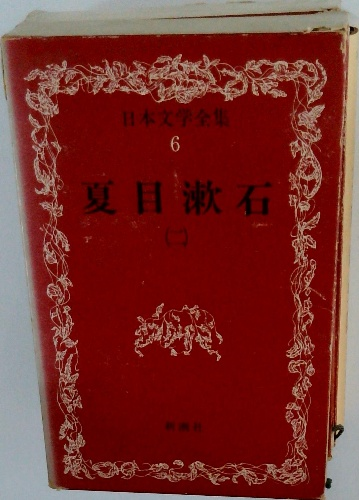 日本文学全集
6
夏目漱石
(二)
新潮社